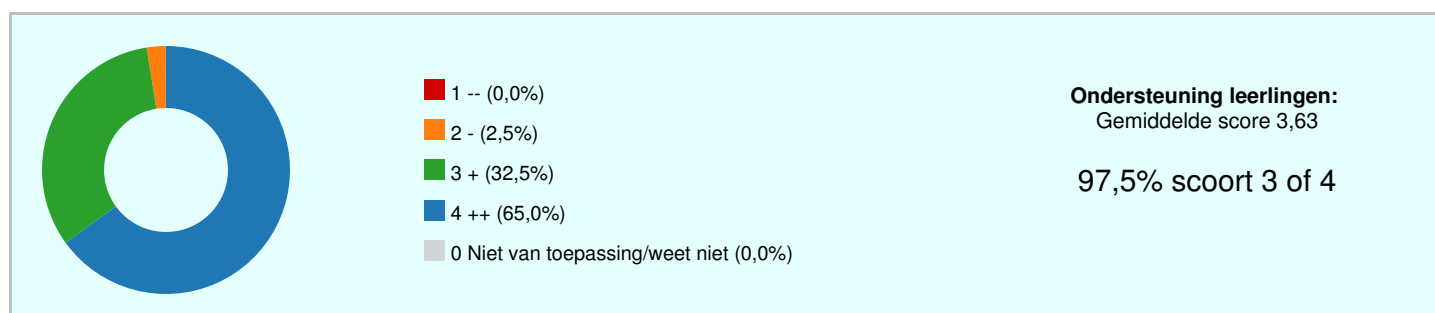 1 -- (0,0%)
2 - (2,5%)
3 + (32,5%)
4 ++ (65,0%)
0 Niet van toepassing/weet niet (0,0%)
Ondersteuning leerlingen:
Gemiddelde score 3,63
97,5% scoort 3 of 4